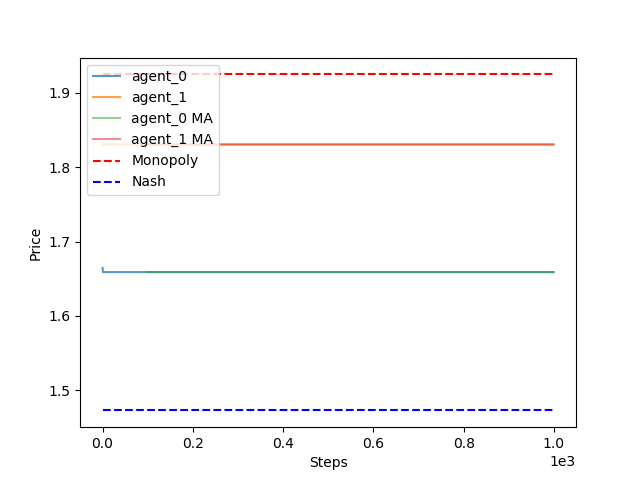 agent_0
agent_1
agent_0 MA
agent_1 MA
Monopoly
Nash
Price
1.9
1.8
1.7
1.6
1.5
0.0 0.2 0.4 0.6 0.8 1.0
1e3
Steps